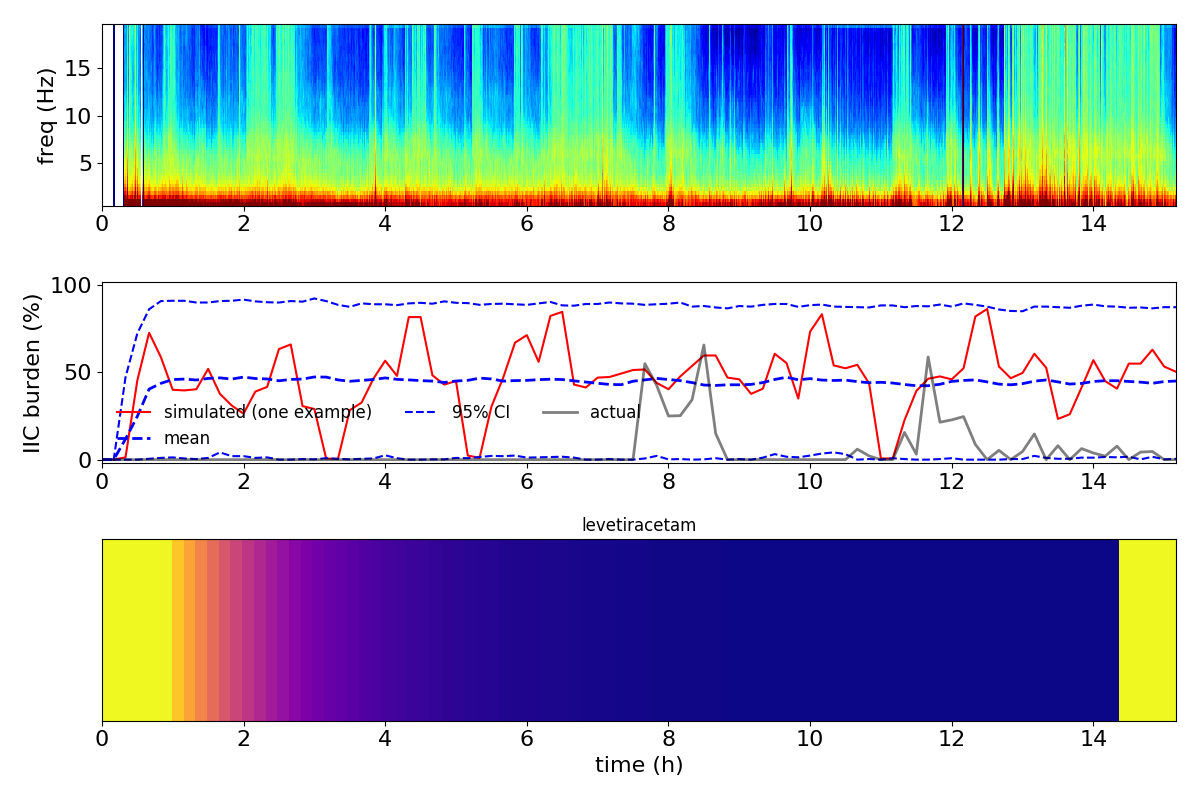 freq (Hz)
15
10
5
0 2 4 6 8 10 12 14
IIC burden (%)
100
50
0
simulated (one example) 95% CI actual
mean
0 2 4 6 8 10 12 14
levetiracetam
0 2 4 6 8 10 12 14
time (h)